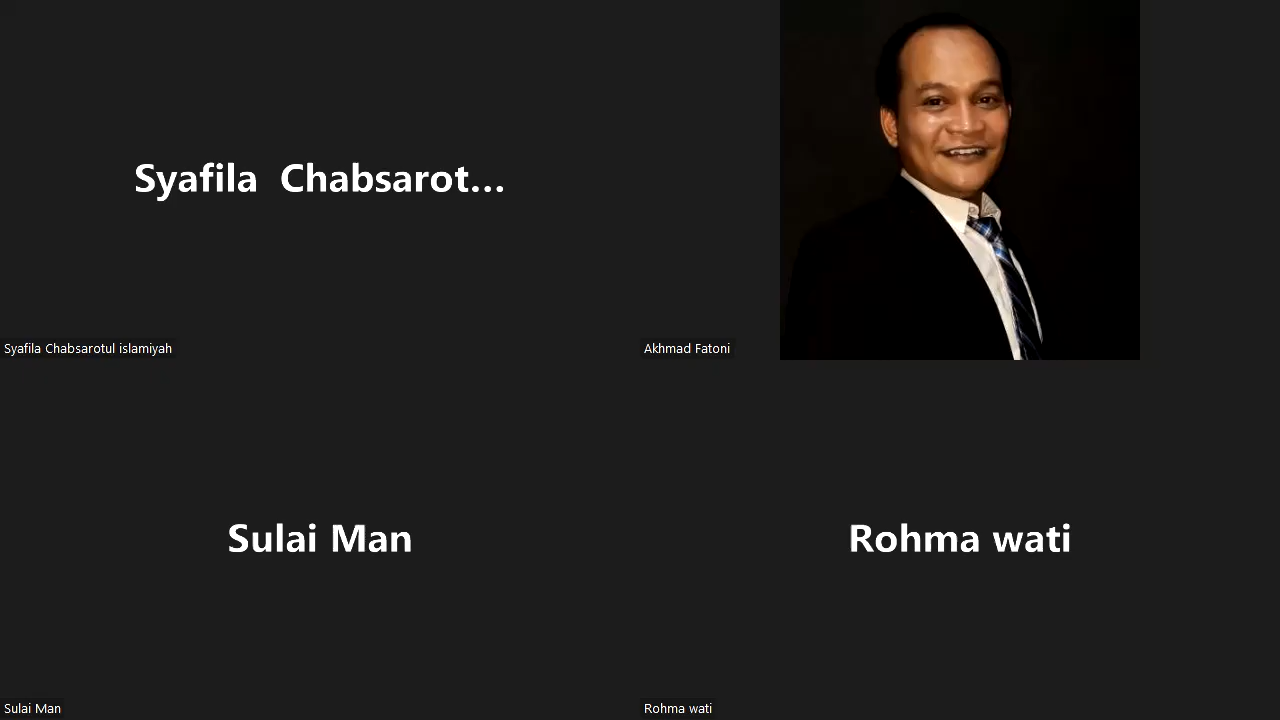 Syafila  Chabsarot...
Syafila Chabsarotul islamiyah
Akhmad Fatoni
Sulai Man
Rohma wati
Sulai Man
Rohma wati